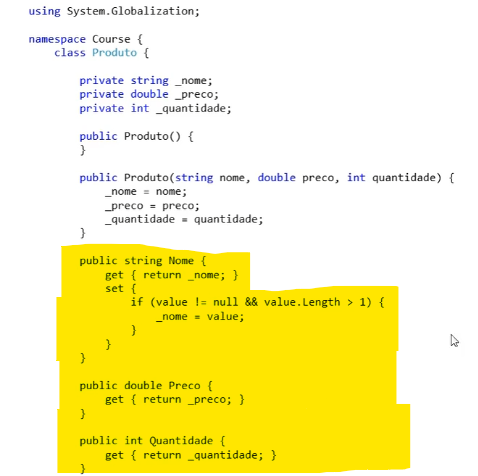 using System.Globalization;
namespace Course {
class Produto {
private string _nome;
private double _preco;
private int _quantidade;
public Produto() {
}
public Produto(string nome, double preco, int quantidade) {
_nome = nome;
_preco = preco;
_quantidade = quantidade;
}
public string Nome {
get { return _nome; }
set {
if (value != null && value.Length > 1) {
_nome = value;
}
}
}
public double Preco {
get { return _preco; }
}
public int Quantidade {
get { return _quantidade; }
}